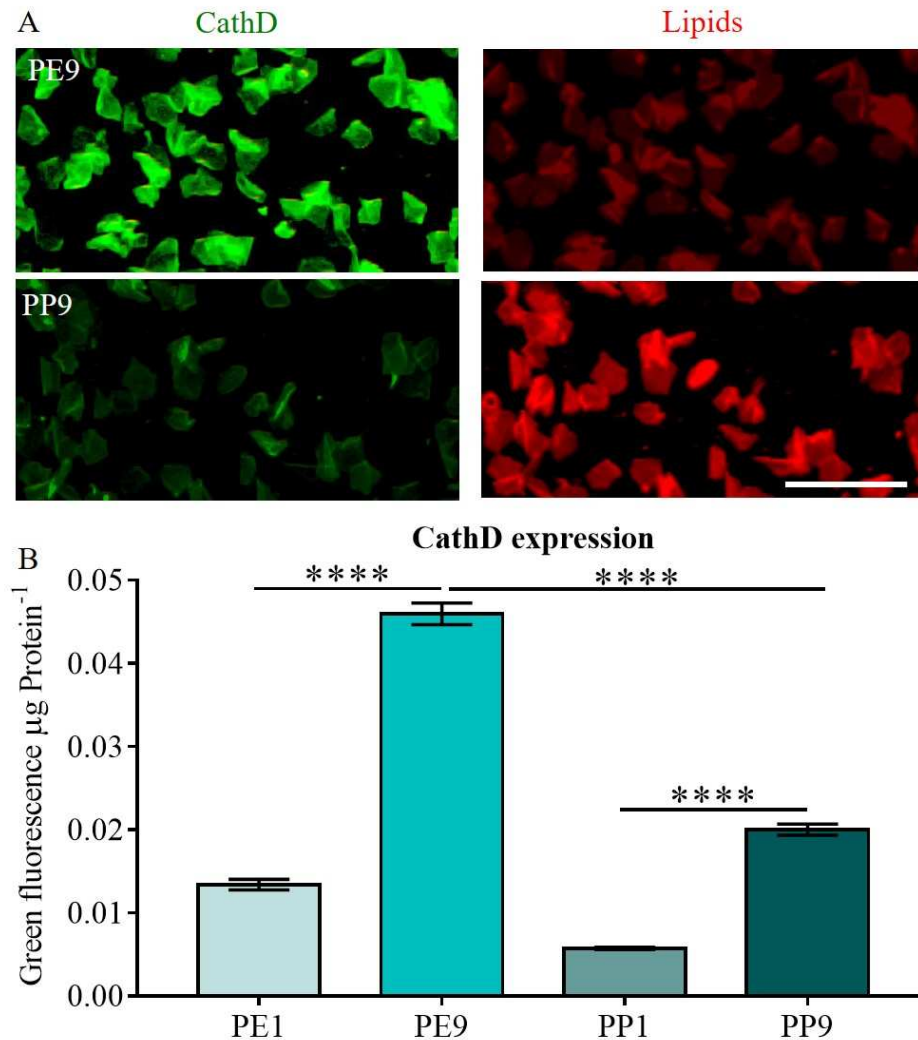 A
CathD
Lipids
PE9
PP9
B
CathD expression
****
****
****
Green fluorescence µg Protein⁻¹
0.05
0.04
0.03
0.02
0.01
0.00
PE1
PE9
PP1
PP9